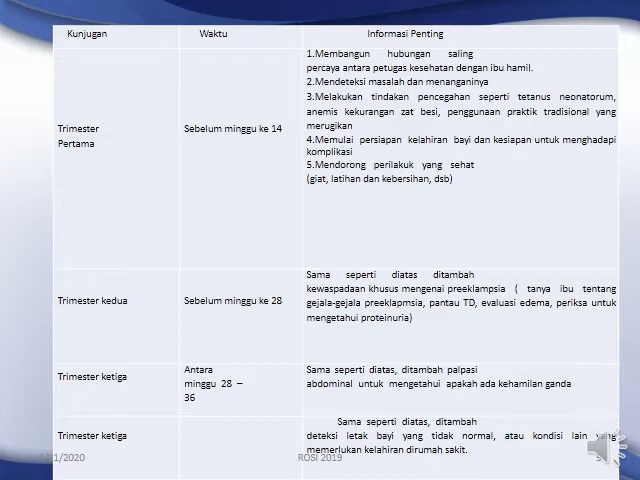 Kunjugan Waktu Informasi Penting
1.Membangun hubungan saling
percaya antara petugas kesehatan dengan ibu hamil.
2.Mendeteksi masalah dan menanganinya
3.Melakukan tindakan pencegahan seperti tetanus neonatorum,
anemis kekurangan zat besi, penggunaan praktik tradisional yang
merugikan
4.Memulai persiapan kelahiran bayi dan kesiapan untuk menghadapi
komplikasi
5.Mendorong perilakuk yang sehat
(giat, latihan dan kebersihan, dsb)
Trimester
Pertama
Sebelum minggu ke 14
Sama seperti diatas ditambah
kewaspadaan khusus mengenai preeklampsia ( tanya ibu tentang
gejala-gejala preeklapmsia, pantau TD, evaluasi edema, periksa untuk
mengetahui proteinuria)
Trimester kedua
Sebelum minggu ke 28
Trimester ketiga
Antara
minggu 28 –
36
Sama seperti diatas, ditambah palpasi
abdominal untuk mengetahui apakah ada kehamilan ganda
Trimester ketiga
Sama seperti diatas, ditambah
deteksi letak bayi yang tidak normal, atau kondisi lain yang
memerlukan kelahiran dirumah sakit.
/2020
ROSI 2019